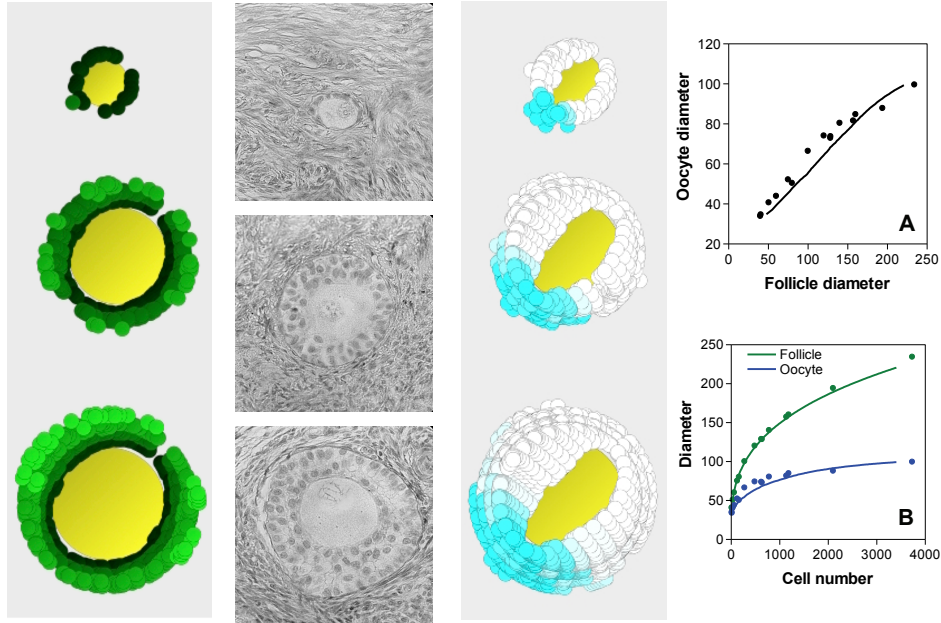 120
100
80
60
40
20
Oocyte diameter
A
0 50 100 150 200 250
Follicle diameter
250
200
150
100
50
0
Diameter
Follicle
Oocyte
B
0 1000 2000 3000 4000
Cell number